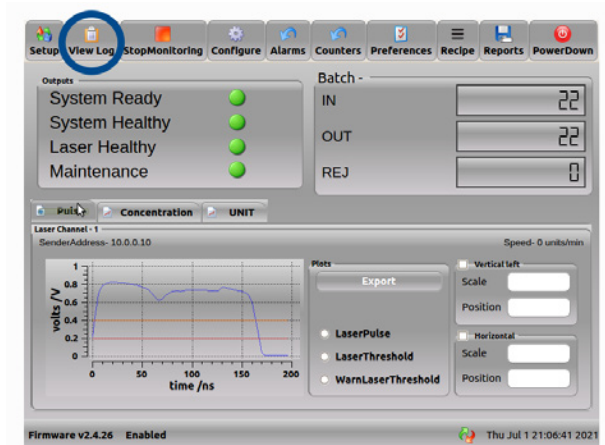 Setup View Log StopMonitoring Configure Alarms Counters Preferences Recipe Reports PowerDown
Outputs
System Ready
System Healthy
Laser Healthy
Maintenance
Batch -
IN 22
OUT 22
REJ 0
Pulse Concentration UNIT
Laser Channel - 1
SenderAddress- 10.0.0.10 Speed- 0 units/min
volts /V
1
0.8
0.6
0.4
0.2
0
0 50 100 150 200
time /ns
Plots
Export
LaserPulse
LaserThreshold
WarnLaserThreshold
Vertical left
Scale
Position
Horizontal
Scale
Position
Firmware v2.4.26 Enabled Thu Jul 1 21:06:41 2021